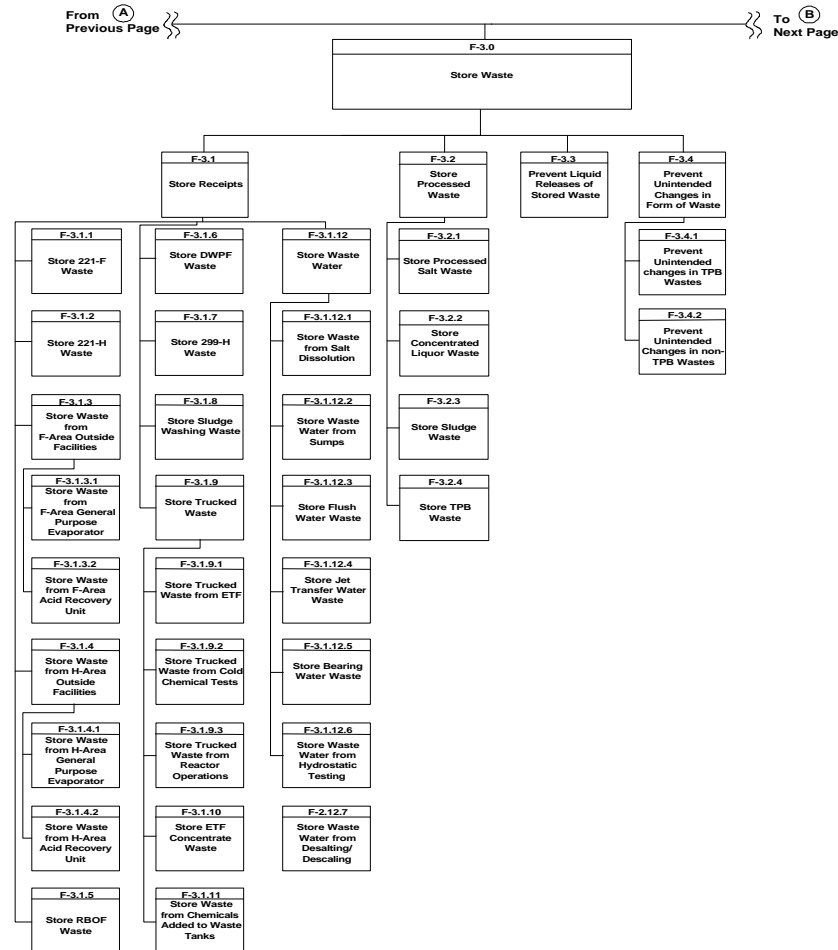 From A
Previous Page
To B
Next Page
F-3.0
Store Waste
F-3.1
Store Receipts
F-3.2
Store
Processed
Waste
F-3.3
Prevent Liquid
Releases of
Stored Waste
F-3.4
Prevent
Unintended
Changes in
Form of Waste
F-3.1.1
Store 221-F
Waste
F-3.1.2
Store 221-H
Waste
F-3.1.3
Store Waste
from
F-Area Outside
Facilities
F-3.1.3.1
Store Waste
from
F-Area General
Purpose
Evaporator
F-3.1.3.2
Store Waste
from F-Area
Acid Recovery
Unit
F-3.1.4
Store Waste
from H-Area
Outside
Facilities
F-3.1.4.1
Store Waste
from H-Area
General
Purpose
Evaporator
F-3.1.4.2
Store Waste
from H-Area
Acid Recovery
Unit
F-3.1.5
Store RBOF
Waste
F-3.1.6
Store DWPF
Waste
F-3.1.7
Store 299-H
Waste
F-3.1.8
Store Sludge
Washing Waste
F-3.1.9
Store Trucked
Waste
F-3.1.9.1
Store Trucked
Waste from ETF
F-3.1.9.2
Store Trucked
Waste from Cold
Chemical Tests
F-3.1.9.3
Store Trucked
Waste from
Reactor
Operations
F-3.1.10
Store ETF
Concentrate
Waste
F-3.1.11
Store Waste
from Chemicals
Added to Waste
Tanks
F-3.1.12
Store Waste
Water
F-3.1.12.1
Store Waste
from Salt
Dissolution
F-3.1.12.2
Store Waste
Water from
Sumps
F-3.1.12.3
Store Flush
Water Waste
F-3.1.12.4
Store Jet
Transfer Water
Waste
F-3.1.12.5
Store Bearing
Water Waste
F-3.1.12.6
Store Waste
Water from
Hydrostatic
Testing
F-2.12.7
Store Waste
Water from
Desalting/
Descaling
F-3.2.1
Store Processed
Salt Waste
F-3.2.2
Store
Concentrated
Liquor Waste
F-3.2.3
Store Sludge
Waste
F-3.2.4
Store TPB
Waste
F-3.4.1
Prevent
Unintended
changes in TPB
Wastes
F-3.4.2
Prevent
Unintended
Changes in non-
TPB Wastes